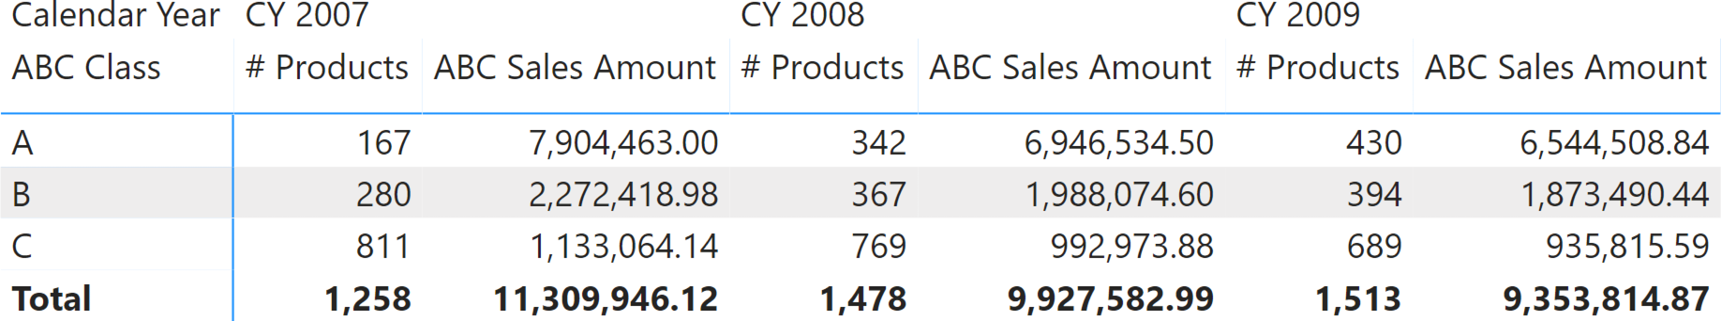 Calendar Year CY 2007 CY 2008 CY 2009
ABC Class # Products ABC Sales Amount # Products ABC Sales Amount # Products ABC Sales Amount
A 167 7,904,463.00 342 6,946,534.50 430 6,544,508.84
B 280 2,272,418.98 367 1,988,074.60 394 1,873,490.44
C 811 1,133,064.14 769 992,973.88 689 935,815.59
Total 1,258 11,309,946.12 1,478 9,927,582.99 1,513 9,353,814.87